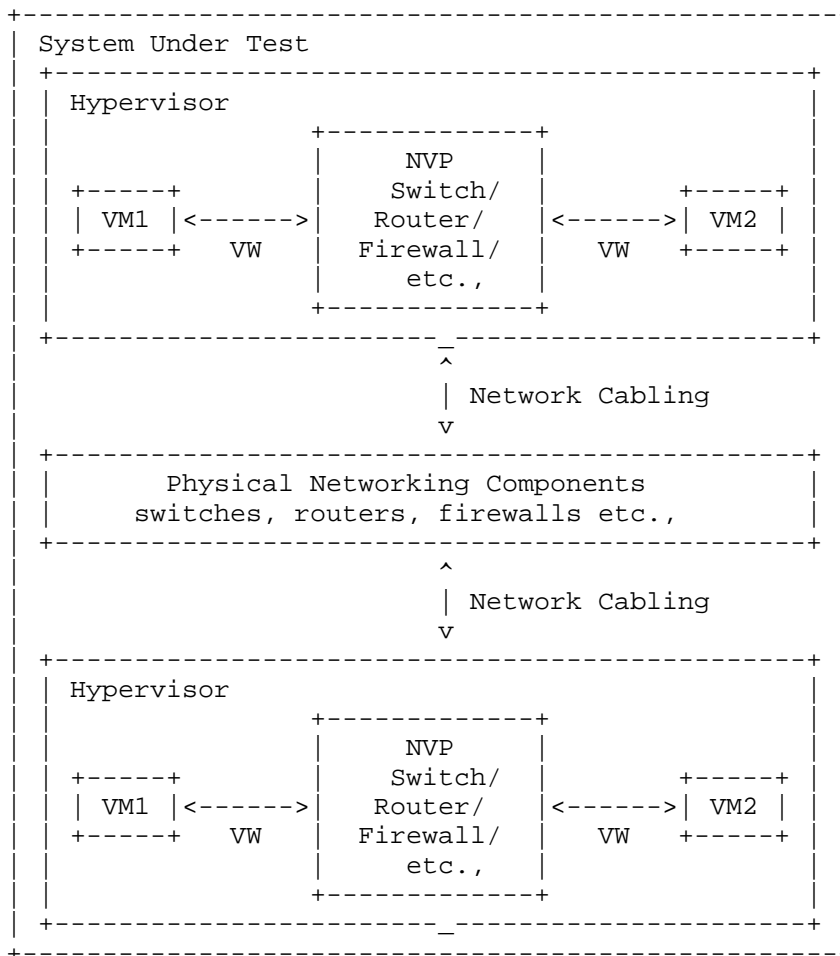 System Under Test
Hypervisor
NVP
Switch/
VM1 <------> Router/ <------> VM2
VW Firewall/ VW
etc.,
^
| Network Cabling
v
Physical Networking Components
switches, routers, firewalls etc.,
^
| Network Cabling
v
Hypervisor
NVP
Switch/
VM1 <------> Router/ <------> VM2
VW Firewall/ VW
etc.,